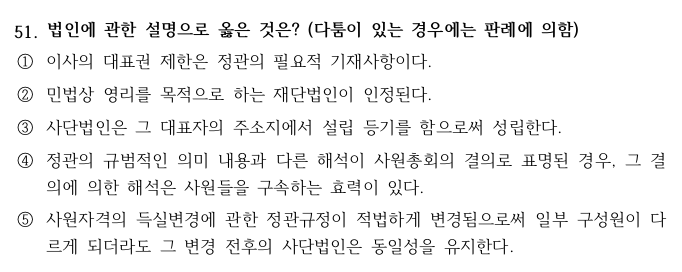 51. 법인에 관한 설명으로 옳은 것은? (다툼이 있는 경우에는 판례에 의함)
① 이사의 대표권 제한은 정관의 필요적 기재사항이다.
② 민법상 영리를 목적으로 하는 재단법인이 인정된다.
③ 사단법인은 그 대표자의 주소지에서 설립 등기를 함으로써 성립한다.
④ 정관의 규범적인 의미 내용과 다른 해석이 사원총회의 결의로 표명된 경우, 그 결
의에 의한 해석은 사원들을 구속하는 효력이 있다.
⑤ 사원자격의 득실변경에 관한 정관규정이 적법하게 변경됨으로써 일부 구성원이 다
르게 되더라도 그 변경 전후의 사단법인은 동일성을 유지한다.